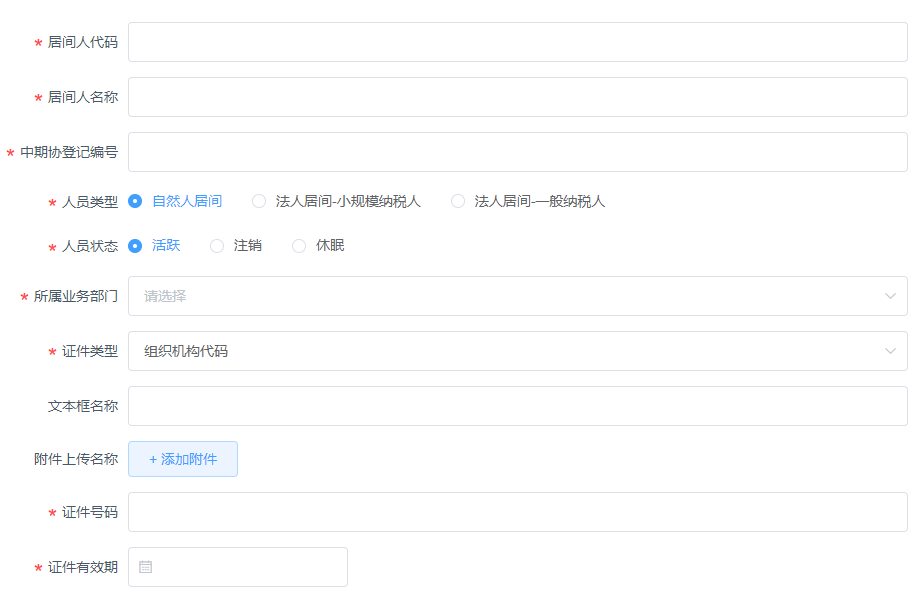 * 居间人代码
* 居间人名称
* 中期协登记编号
* 人员类型 自然人居间 法人居间-小规模纳税人 法人居间-一般纳税人
* 人员状态 活跃 注销 休眠
* 所属业务部门 请选择
* 证件类型 组织机构代码
文本框名称
附件上传名称 + 添加附件
* 证件号码
* 证件有效期